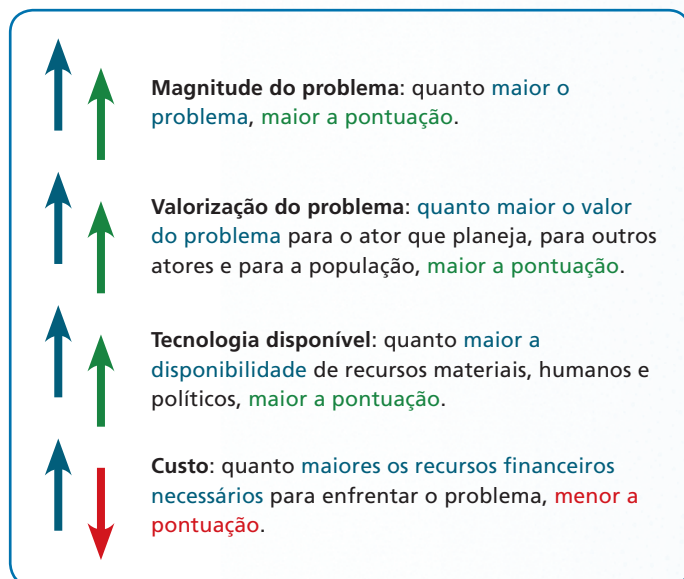 Magnitude do problema: quanto maior o
problema, maior a pontuação.
Valorização do problema: quanto maior o valor
do problema para o ator que planeja, para outros
atores e para a população, maior a pontuação.
Tecnologia disponível: quanto maior a
disponibilidade de recursos materiais, humanos e
políticos, maior a pontuação.
Custo: quanto maiores os recursos financeiros
necessários para enfrentar o problema, menor a
pontuação.